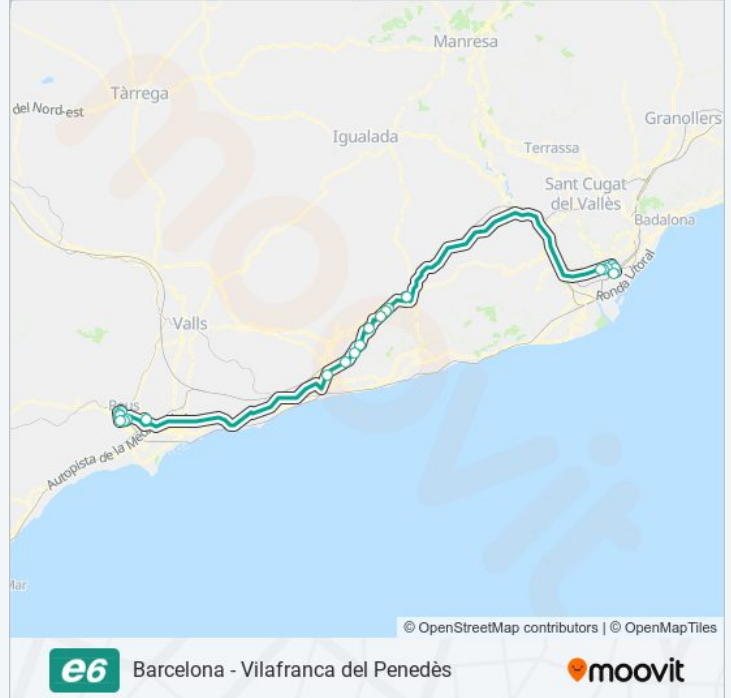 Manresa
Tàrrega
del Nord-est
Granollers
Igualada
Terrassa
Sant Cugat
del Vallès
Badalona
Ronda Litoral
Valls
Reus
Autopista de la Med
Mar
moovit
© OpenStreetMap contributors | © OpenMapTiles
e6 Barcelona - Vilafranca del Penedès
moovit